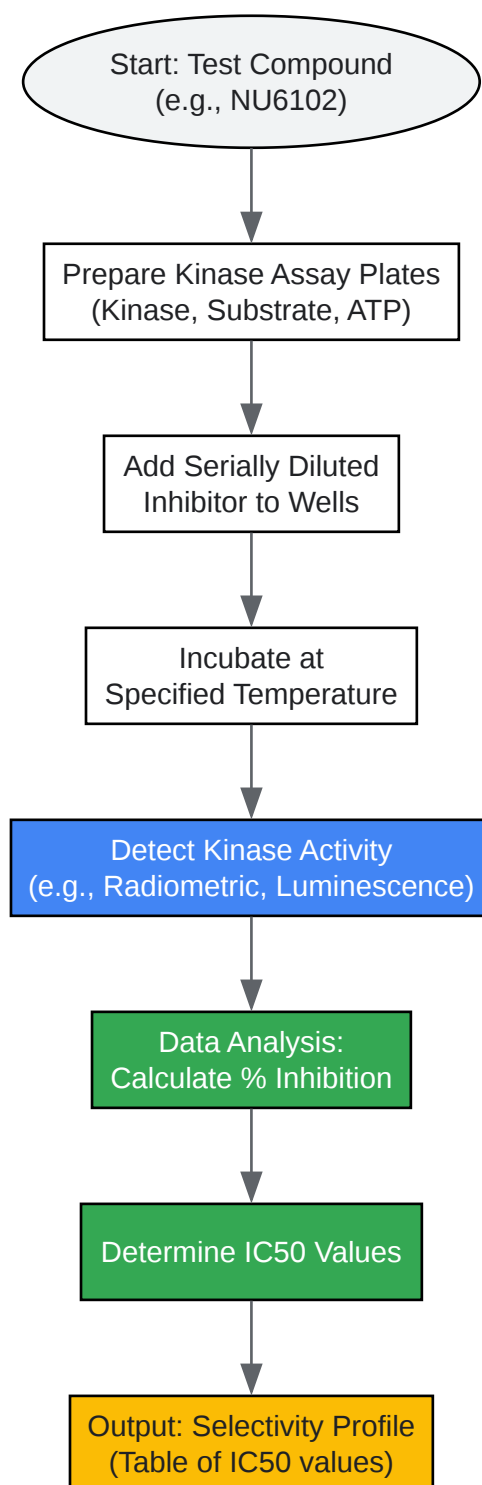 Start: Test Compound
(e.g., NU6102)
Prepare Kinase Assay Plates
(Kinase, Substrate, ATP)
Add Serially Diluted
Inhibitor to Wells
Incubate at
Specified Temperature
Detect Kinase Activity
(e.g., Radiometric, Luminescence)
Data Analysis:
Calculate % Inhibition
Determine IC50 Values
Output: Selectivity Profile
(Table of IC50 values)